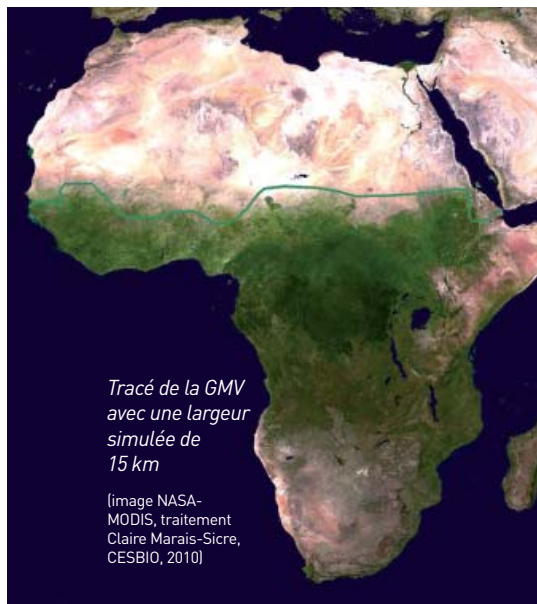 Tracé de la GMV
avec une largeur
simulée de
15 km
(image NASA-
MODIS, traitement
Claire Marais-Sicre,
CESBIO, 2010)